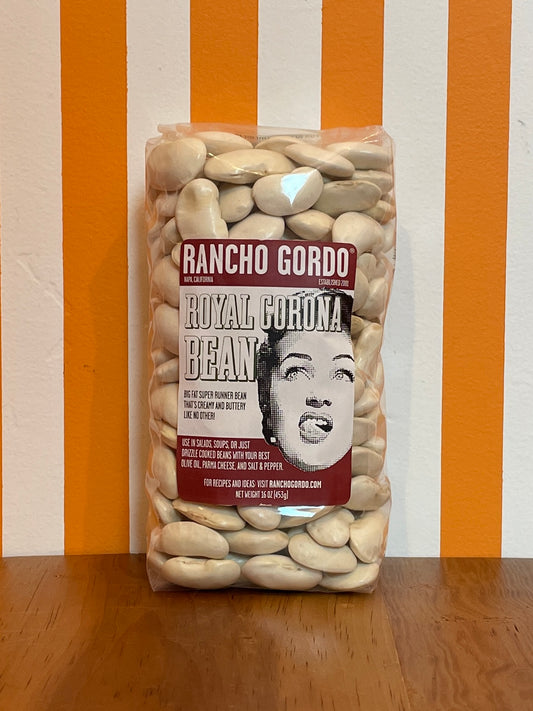 RANCHO GORDO®
NAPA, CALIFORNIA
ESTABLISHED 2001
ROYAL CORONA
BEAN
BIG FAT SUPER RUNNER BEAN
THAT'S CREAMY AND BUTTERY
LIKE NO OTHER!
USE IN SALADS, SOUPS, OR JUST
DRIZZLE COOKED BEANS WITH YOUR BEST
OLIVE OIL, PARMA CHEESE, AND SALT & PEPPER.
FOR RECIPES AND IDEAS: VISIT RANCHOGORDO.COM
NET WEIGHT 16 OZ (453g)